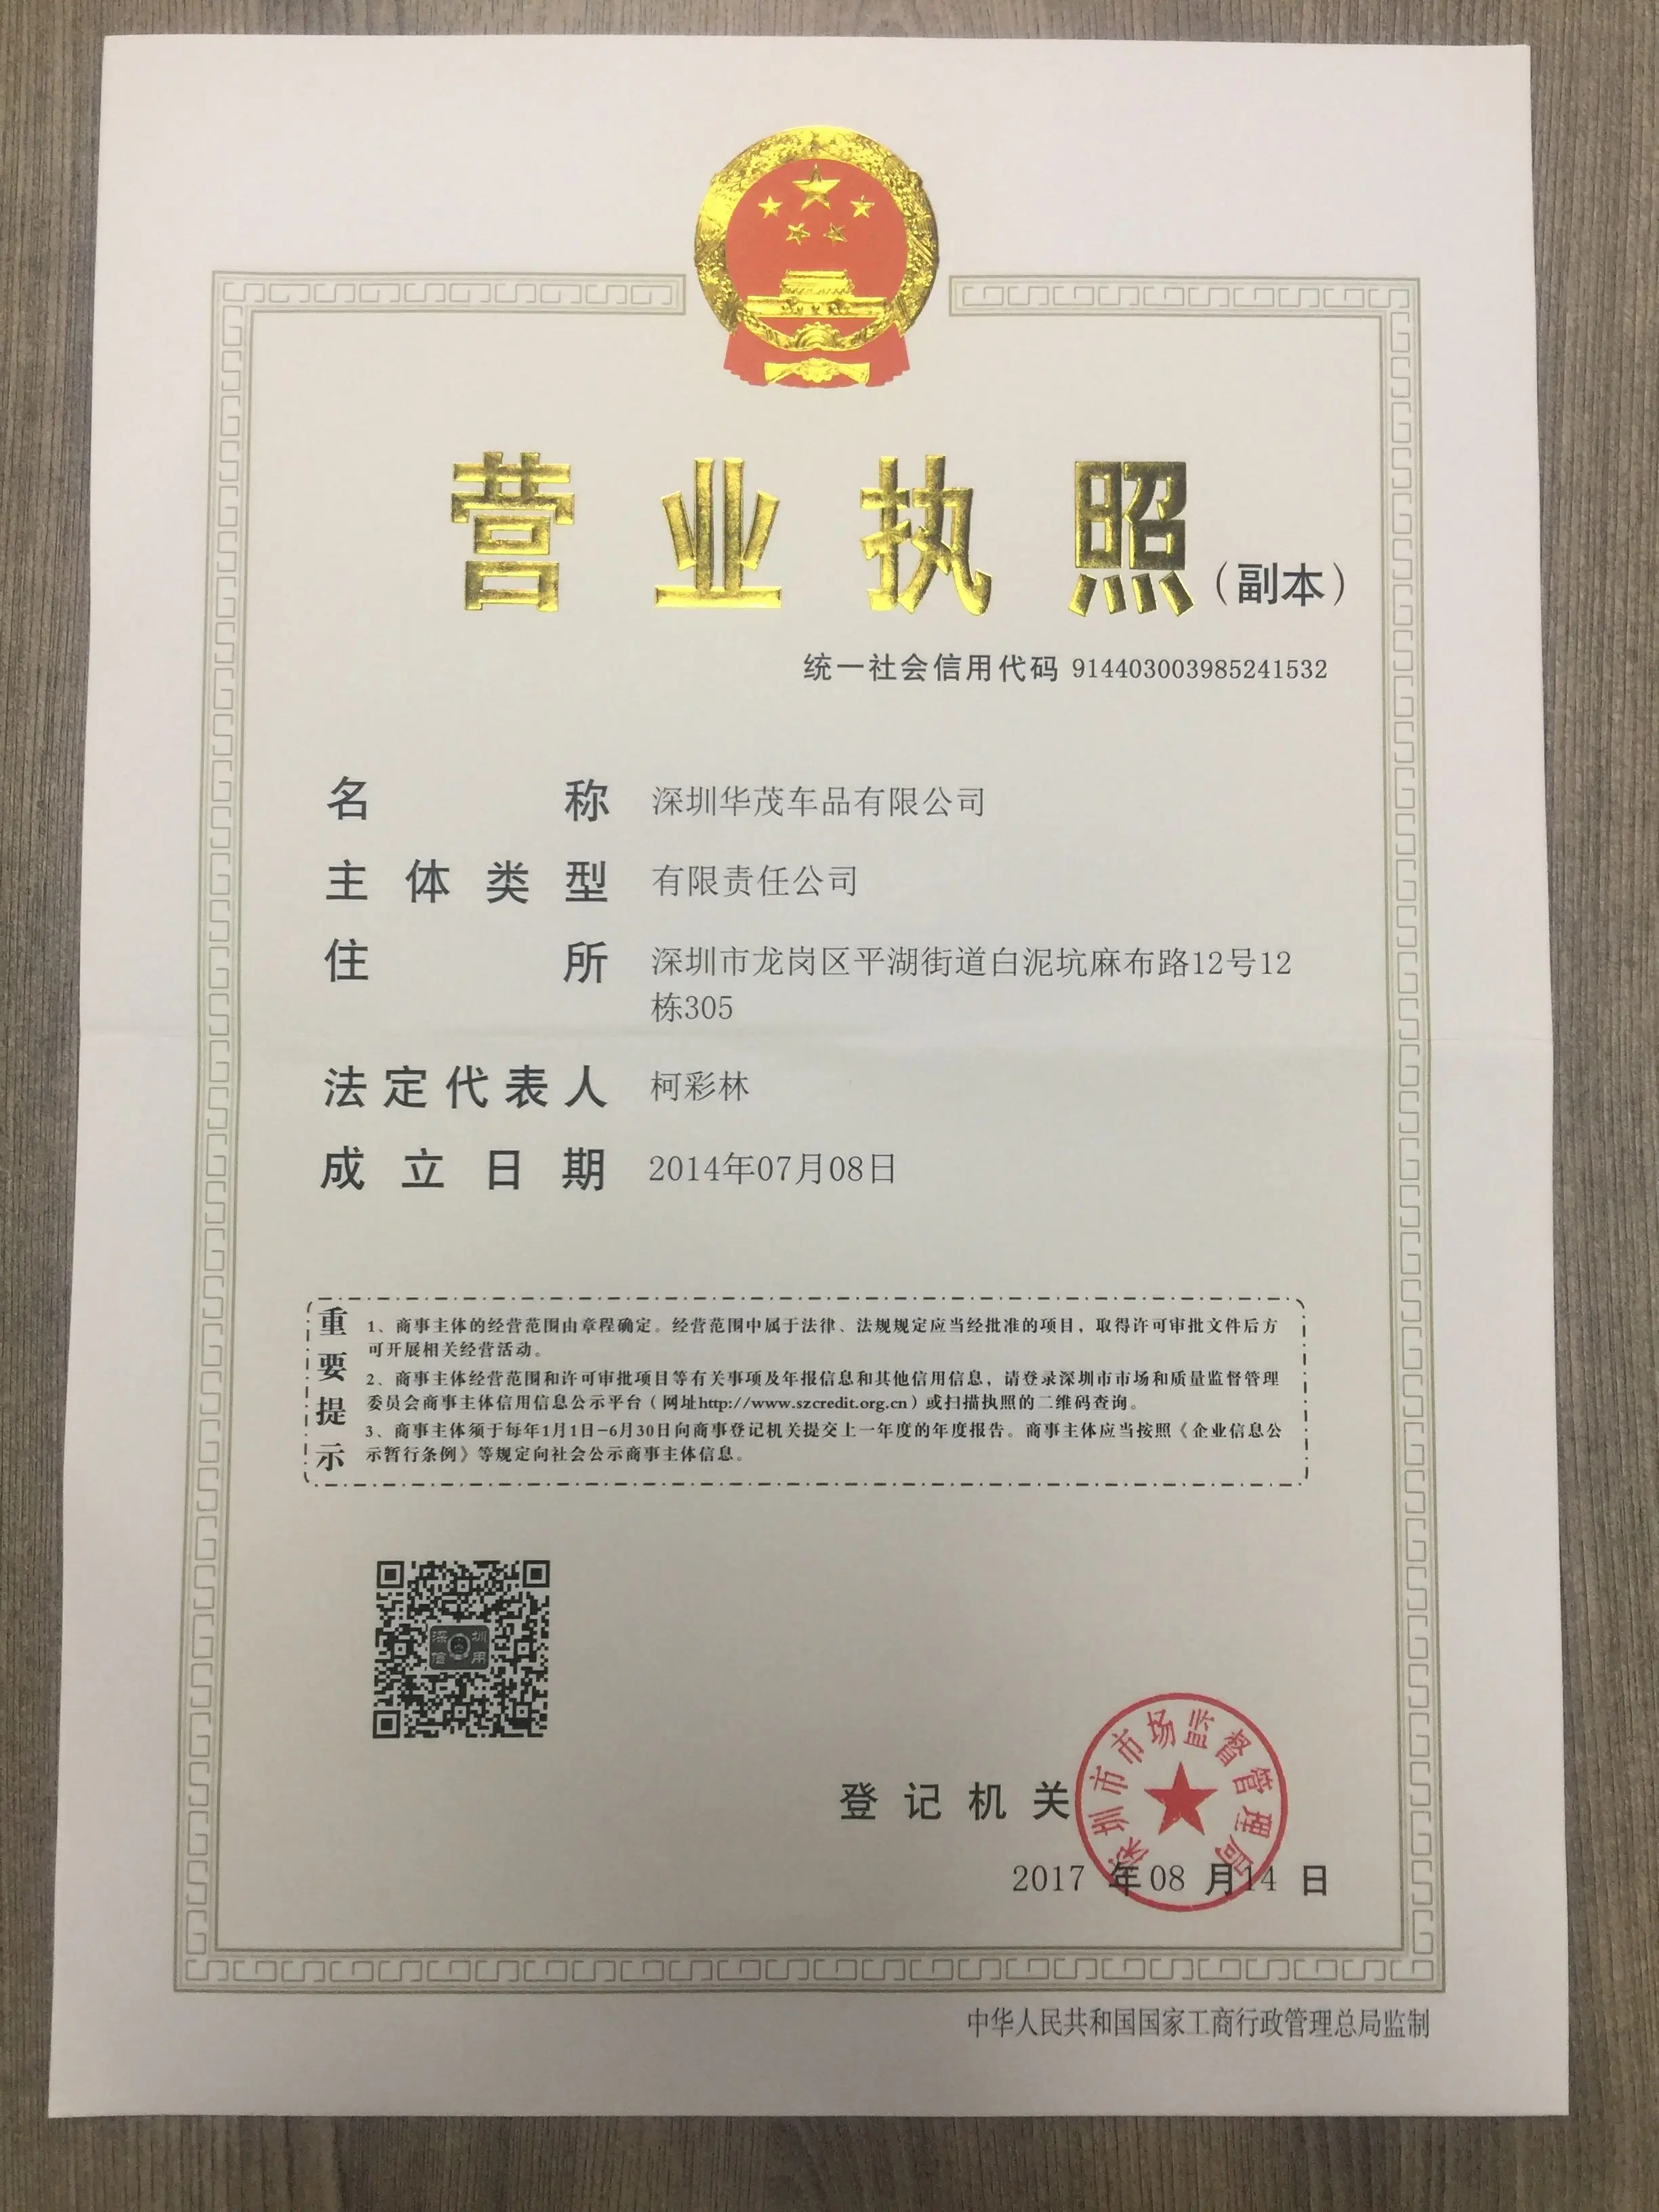 营业执照（副本）
统一社会信用代码 914403003985241532
名称 深圳华茂车品有限公司
主体类型 有限责任公司
住所 深圳市龙岗区平湖街道白泥坑麻布路12号12
栋305
法定代表人 柯彩林
成立日期 2014年07月08日
重要提示
1、商事主体的经营范围由章程确定。经营范围中属于法律、法规规定应当经批准的项目，取得许可审批文件后方
可开展相关经营活动。
2、商事主体经营范围和许可审批项目等有关事项及年报信息和其他信用信息，请登录深圳市市场和质量监督管理
委员会商事主体信用信息公示平台（网址http://www.szcredit.org.cn）或扫描执照的二维码查询。
3、商事主体须于每年1月1日-6月30日向商事登记机关提交上一年度的年度报告。商事主体应当按照《企业信息公
示暂行条例》等规定向社会公示商事主体信息。
深圳
信用
登记机关
深圳市市场监督管理局
2017 年08 月14 日
中华人民共和国国家工商行政管理总局监制